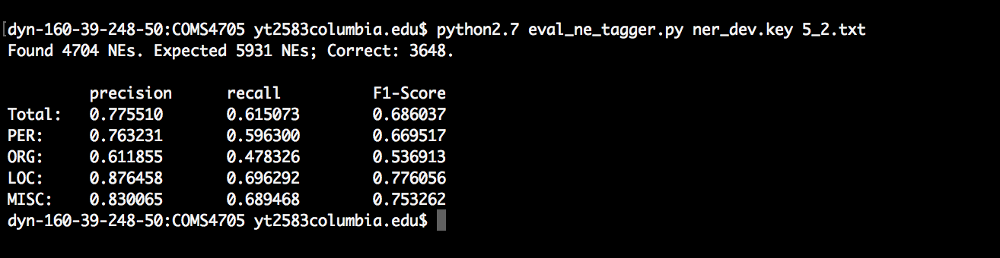 [dyn-160-39-248-50:COMS4705 yt2583columbia.edu$ python2.7 eval_ne_tagger.py ner_dev.key 5_2.txt
Found 4704 NEs. Expected 5931 NEs; Correct: 3648.
precision recall F1-Score
Total: 0.775510 0.615073 0.686037
PER: 0.763231 0.596300 0.669517
ORG: 0.611855 0.478326 0.536913
LOC: 0.876458 0.696292 0.776056
MISC: 0.830065 0.689468 0.753262
dyn-160-39-248-50:COMS4705 yt2583columbia.edu$